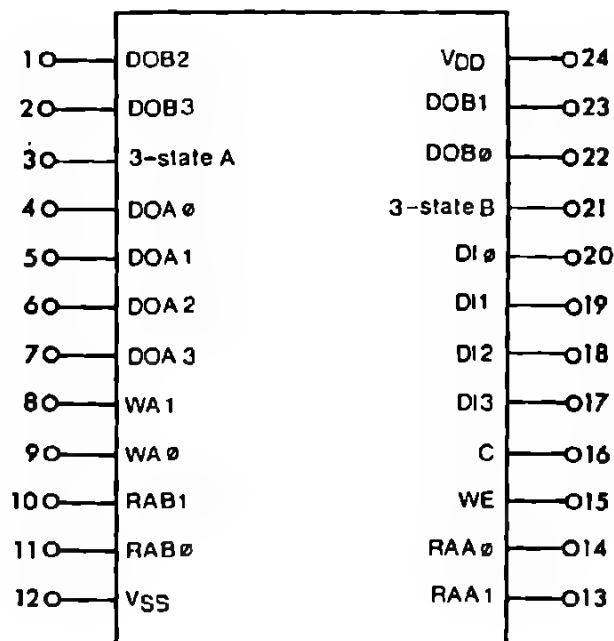 1 DOB2 VDD 24
2 DOB3 DOB1 23
3 3-state A DOBø 22
4 DOAø 3-state B 21
5 DOA1 DIø 20
6 DOA2 DI1 19
7 DOA3 DI2 18
8 WA1 DI3 17
9 WAø C 16
10 RAB1 WE 15
11 RABø RAAø 14
12 VSS RAA1 13